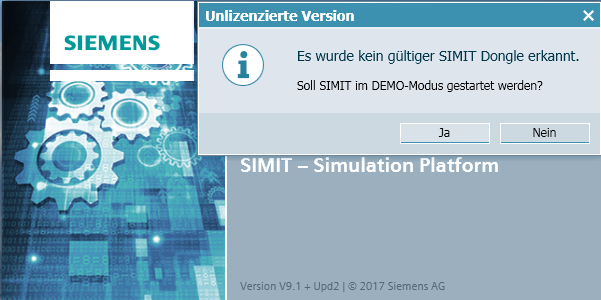 Unlizenzierte Version
SIEMENS
Es wurde kein gültiger SIMIT Dongle erkannt.
Soll SIMIT im DEMO-Modus gestartet werden?
Ja
Nein
SIMIT – Simulation Platform
Version V9.1 + Upd2 | © 2017 Siemens AG